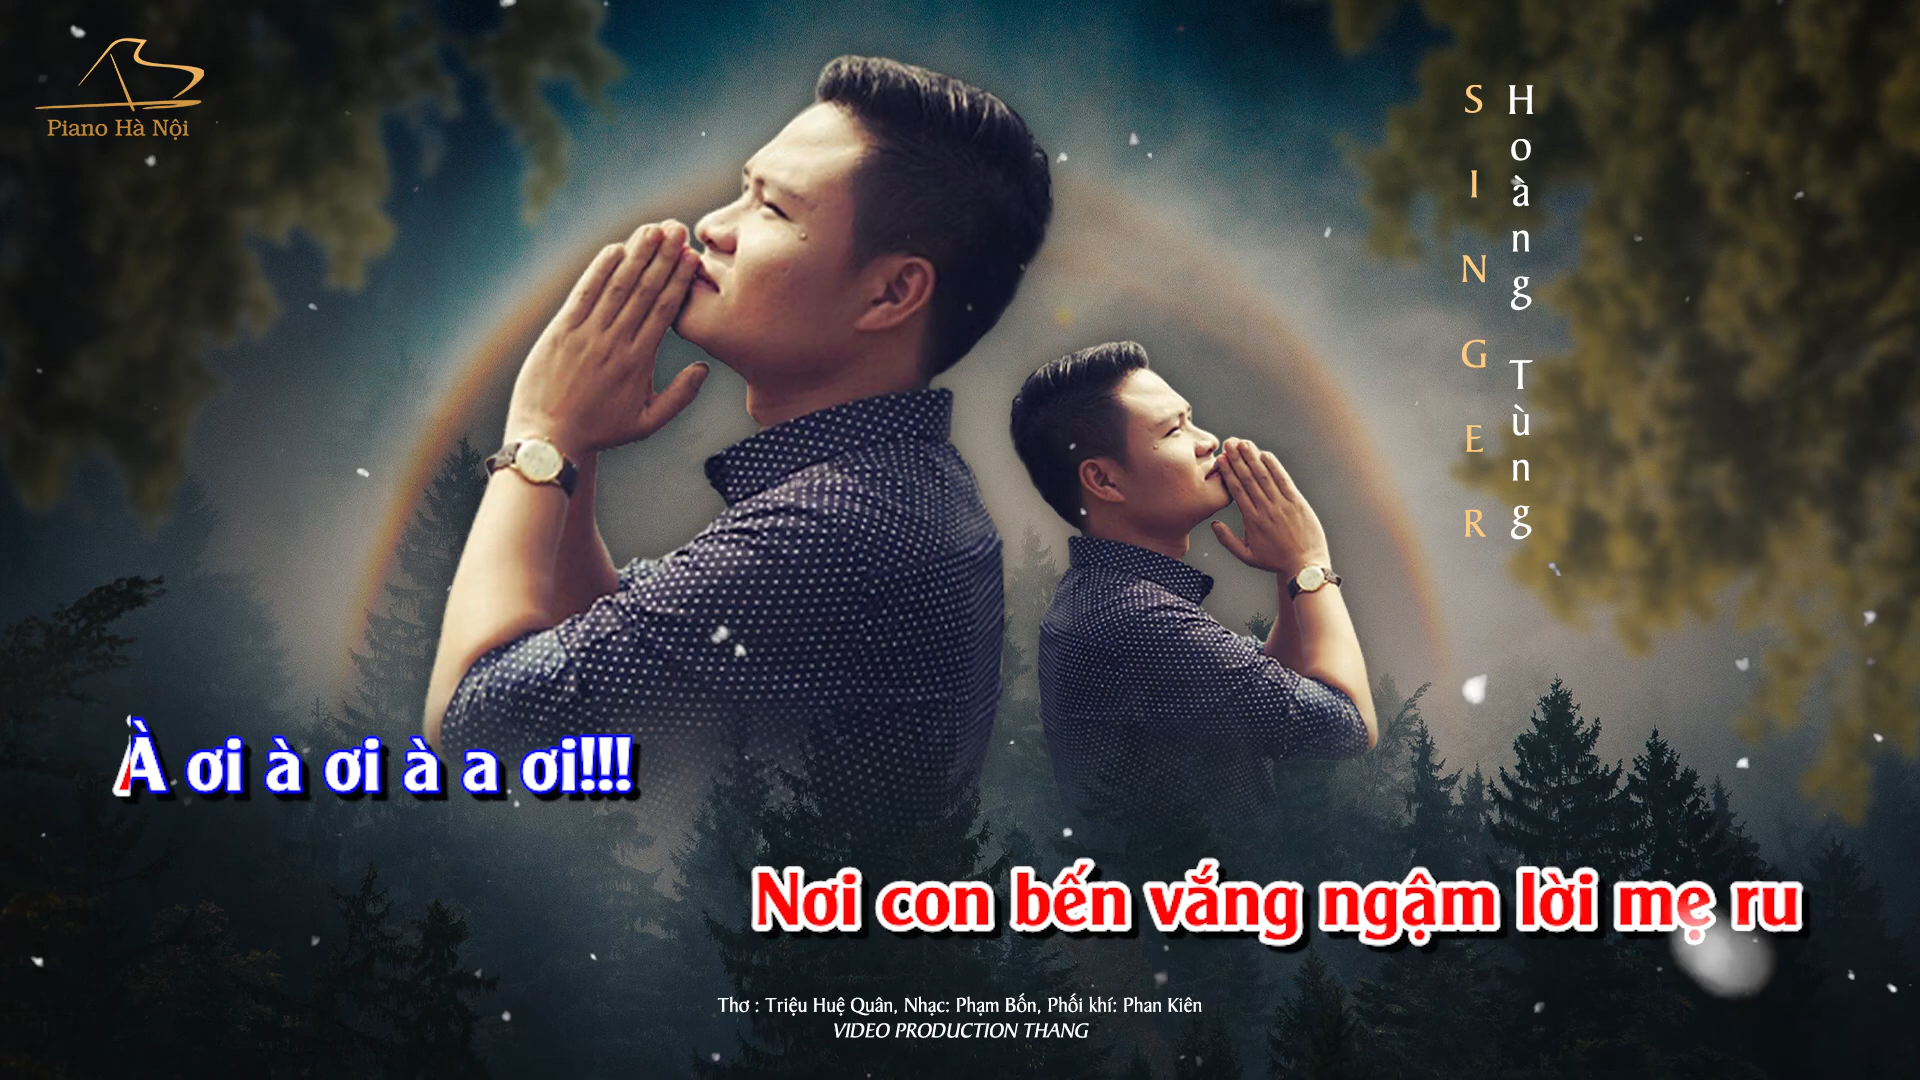 Piano Hà Nội
SINGER
Hoàng Tùng
À ơi à ơi à a ơi!!!
Nơi con bến vắng ngậm lời mẹ ru
Thơ : Triệu Huệ Quân, Nhạc: Phạm Bốn, Phối khí: Phan Kiên
VIDEO PRODUCTION THANG